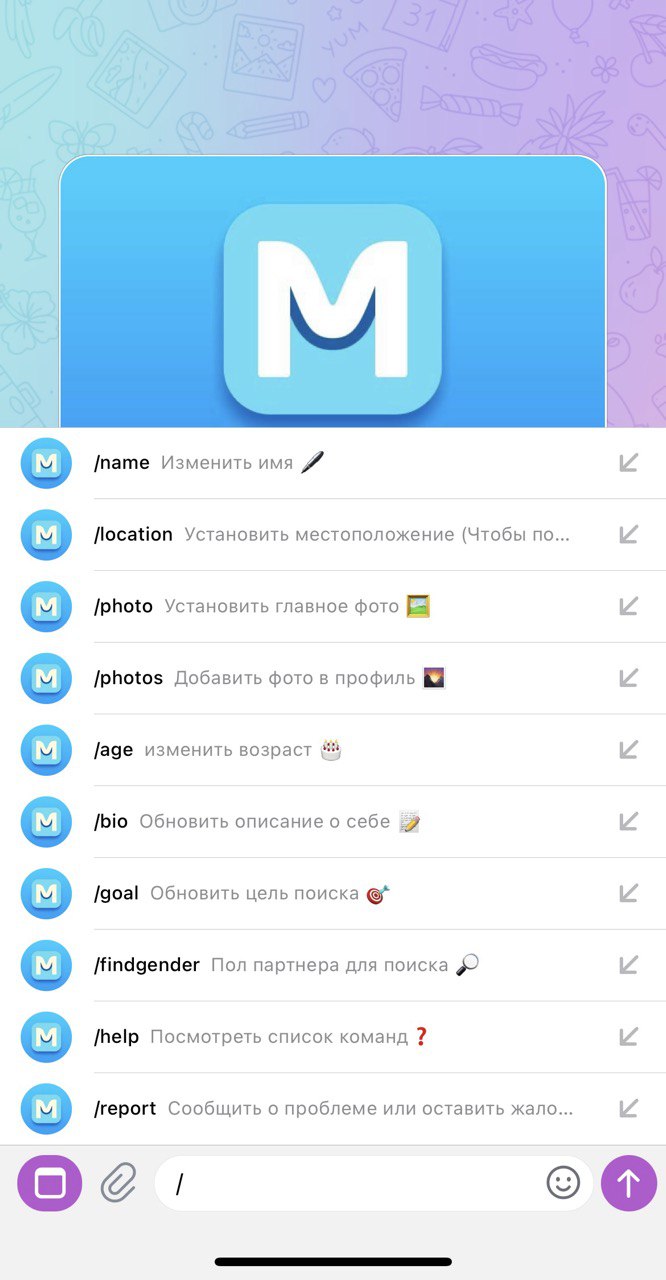 YUM
31
M
M /name Изменить имя
M /location Установить местоположение (Чтобы по...
M /photo Установить главное фото
M /photos Добавить фото в профиль
M /age изменить возраст
M /bio Обновить описание о себе
M /goal Обновить цель поиска
M /findgender Пол партнера для поиска
M /help Посмотреть список команд ❓
M /report Сообщить о проблеме или оставить жало...
/